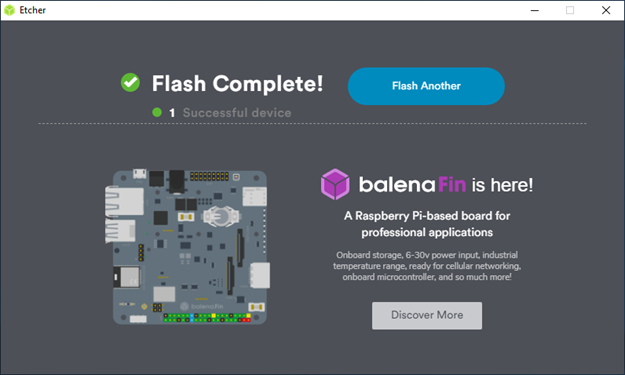 Etcher
Flash Complete!
Flash Another
1 Successful device
balenaFin is here!
A Raspberry Pi-based board for
professional applications
Onboard storage, 6-30v power input, industrial
temperature range, ready for cellular networking,
onboard microcontroller, and so much more!
balenaFin
Discover More